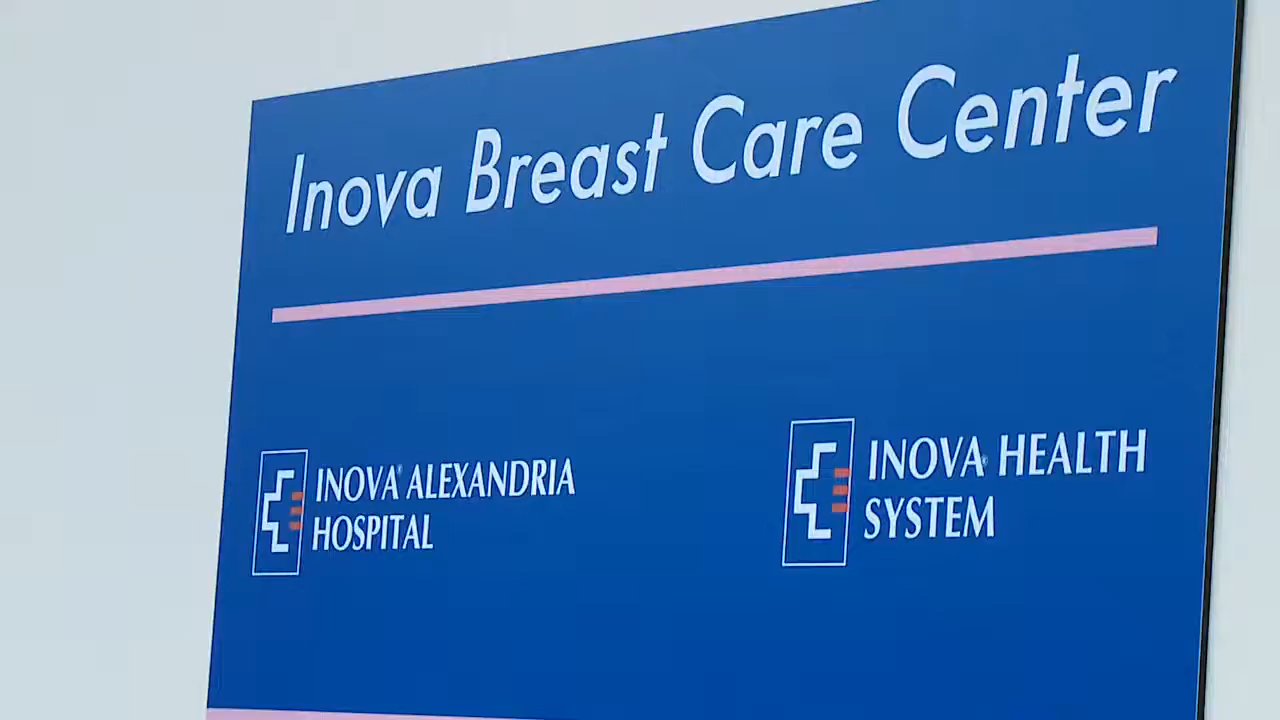 Inova Breast Care Center
INOVA® ALEXANDRIA
HOSPITAL
INOVA® HEALTH
SYSTEM